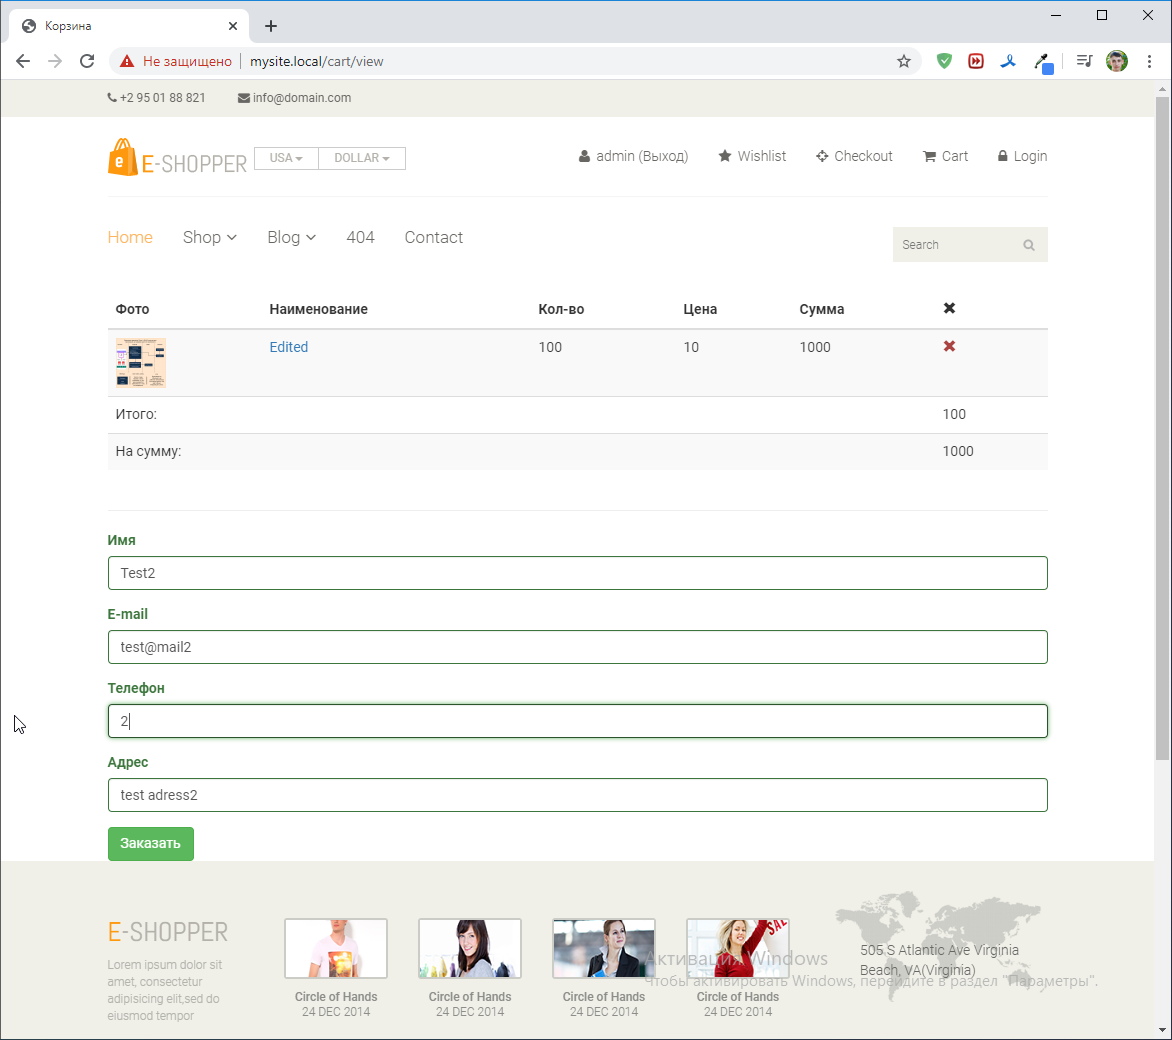 Корзина
Не защищено mysite.local/cart/view
+2 95 01 88 821 info@domain.com
E-SHOPPER USA DOLLAR admin (Выход) Wishlist Checkout Cart Login
Home Shop Blog 404 Contact Search
Фото Наименование Кол-во Цена Сумма
Edited 100 10 1000
Итого: 100
На сумму: 1000
Имя
Test2
E-mail
test@mail2
Телефон
2
Адрес
test adress2
Заказать
E-SHOPPER
Lorem ipsum dolor sit
amet, consectetur
adipisicing elit,sed do
eiusmod tempor
Circle of Hands
24 DEC 2014
Circle of Hands
24 DEC 2014
Circle of Hands
24 DEC 2014
SAL
Circle of Hands
24 DEC 2014
505 S Atlantic Ave Virginia
Beach, VA(Virginia)
Активация Windows
Чтобы активировать Windows, перейдите в раздел "Параметры".